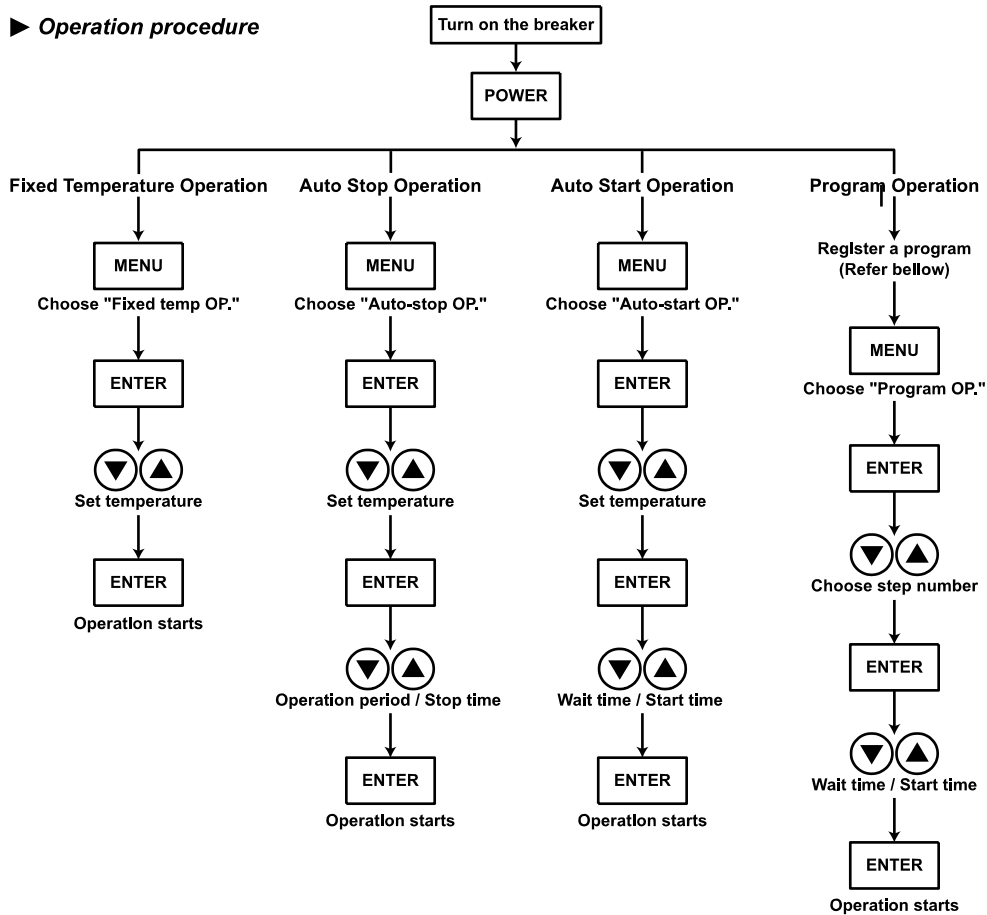 ▶ Operation procedure
Turn on the breaker
POWER
Fixed Temperature Operation
MENU
Choose "Fixed temp OP."
ENTER
▼ ▲
Set temperature
ENTER
Operation starts
Auto Stop Operation
MENU
Choose "Auto-stop OP."
ENTER
▼ ▲
Set temperature
ENTER
▼ ▲
Operation period / Stop time
ENTER
Operation starts
Auto Start Operation
MENU
Choose "Auto-start OP."
ENTER
▼ ▲
Set temperature
ENTER
▼ ▲
Wait time / Start time
ENTER
Operation starts
Program Operation
Register a program
(Refer bellow)
MENU
Choose "Program OP."
ENTER
▼ ▲
Choose step number
ENTER
▼ ▲
Wait time / Start time
ENTER
Operation starts